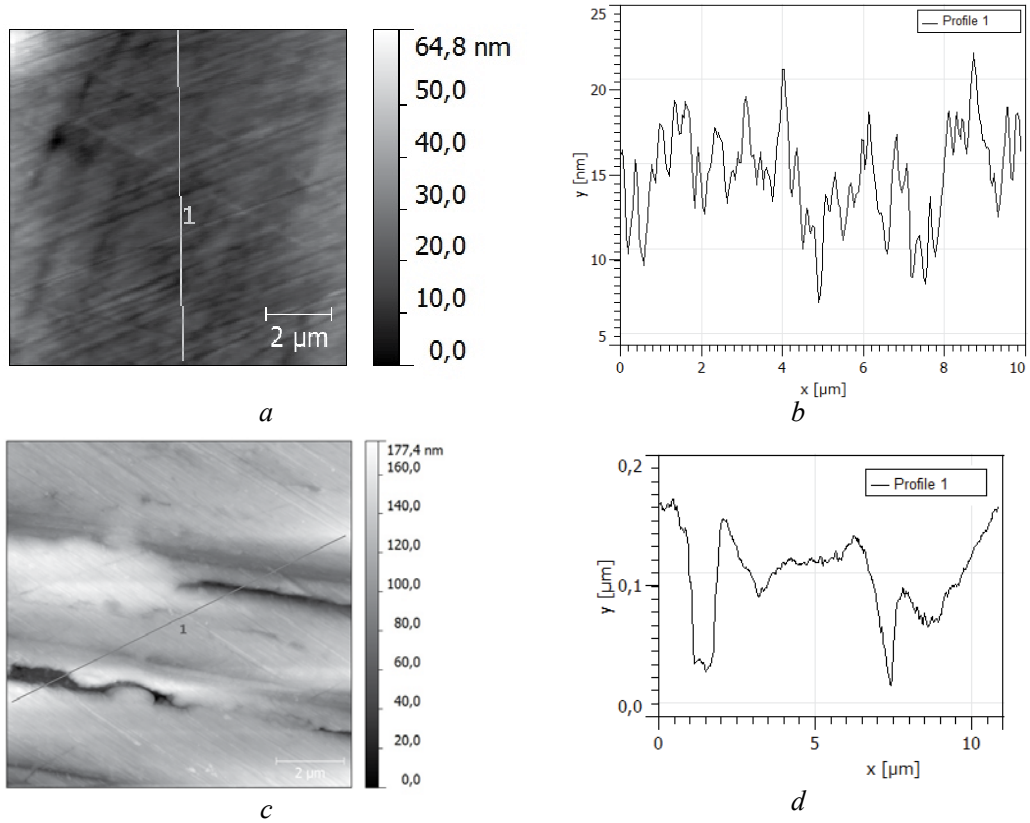 64,8 nm
50,0
40,0
30,0
20,0
10,0
0,0
1
2 µm
a
Profile 1
25
20
15
10
5
y [nm]
0 2 4 6 8 10
x [µm]
b
177,4 nm
160,0
140,0
120,0
100,0
80,0
60,0
40,0
20,0
0,0
1
2 µm
c
Profile 1
0,2
0,1
0,0
y [µm]
0 5 10
x [µm]
d